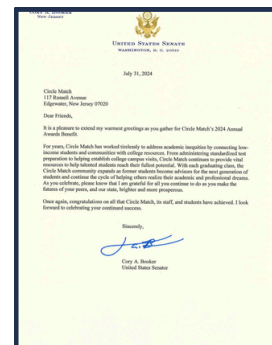 CORY A. BOOKER
NEW JERSEY
UNITED STATES SENATE
WASHINGTON, D. C. 20510
July 31, 2024
Circle Match
117 Russell Avenue
Edgewater, New Jersey 07020
Dear Friends,
It is a pleasure to extend my warmest greetings as you gather for Circle Match's 2024 Annual
Awards Benefit.
For years, Circle Match has worked tirelessly to address academic inequities by connecting low-
income students and communities with college resources. From administering standardized test
preparation to helping establish college campus visits, Circle Match continues to provide vital
resources to help talented students reach their fullest potential. With each graduating class, the
Circle Match community expands as former students become advisors for the next generation of
students and continue the cycle of helping others realize their academic and professional dreams.
As you celebrate, please know that I am grateful for all you continue to do as you make the
futures of your peers, and our state, brighter and more prosperous.
Once again, congratulations on all that Circle Match, its staff, and students have achieved. I look
forward to celebrating your continued success.
Sincerely,
Cory A. Booker
United States Senator